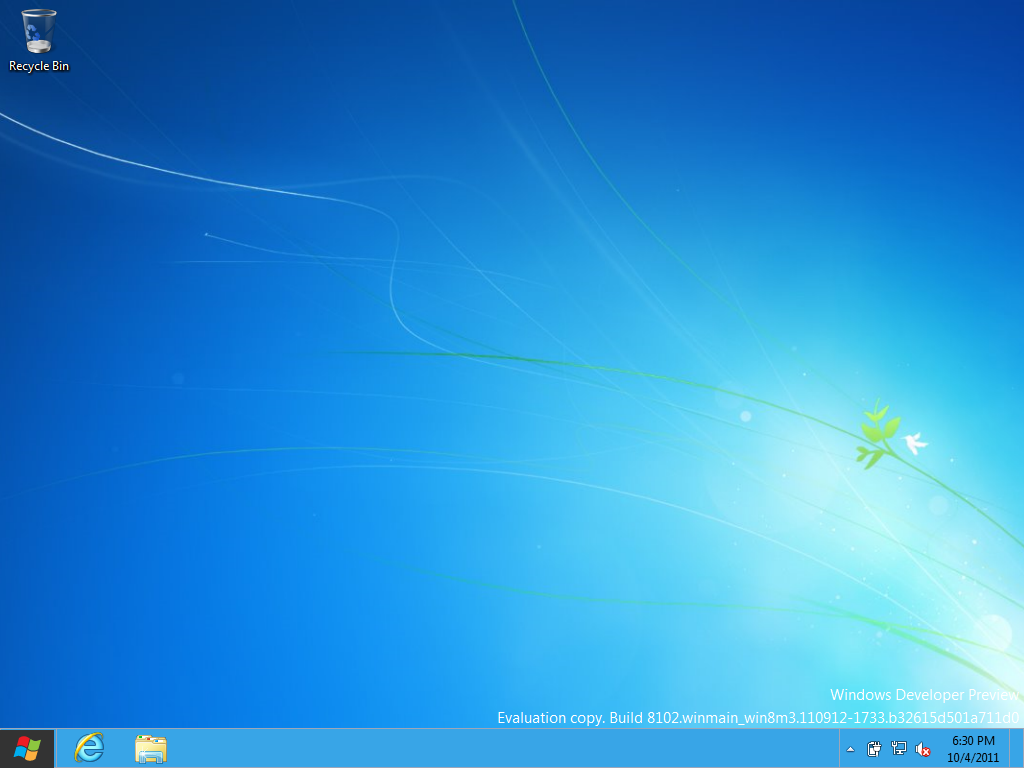 Recycle Bin
Windows Developer Preview
Evaluation copy. Build 8102.winmain_win8m3.110912-1733.b32615d501a711d0
6:30 PM
10/4/2011